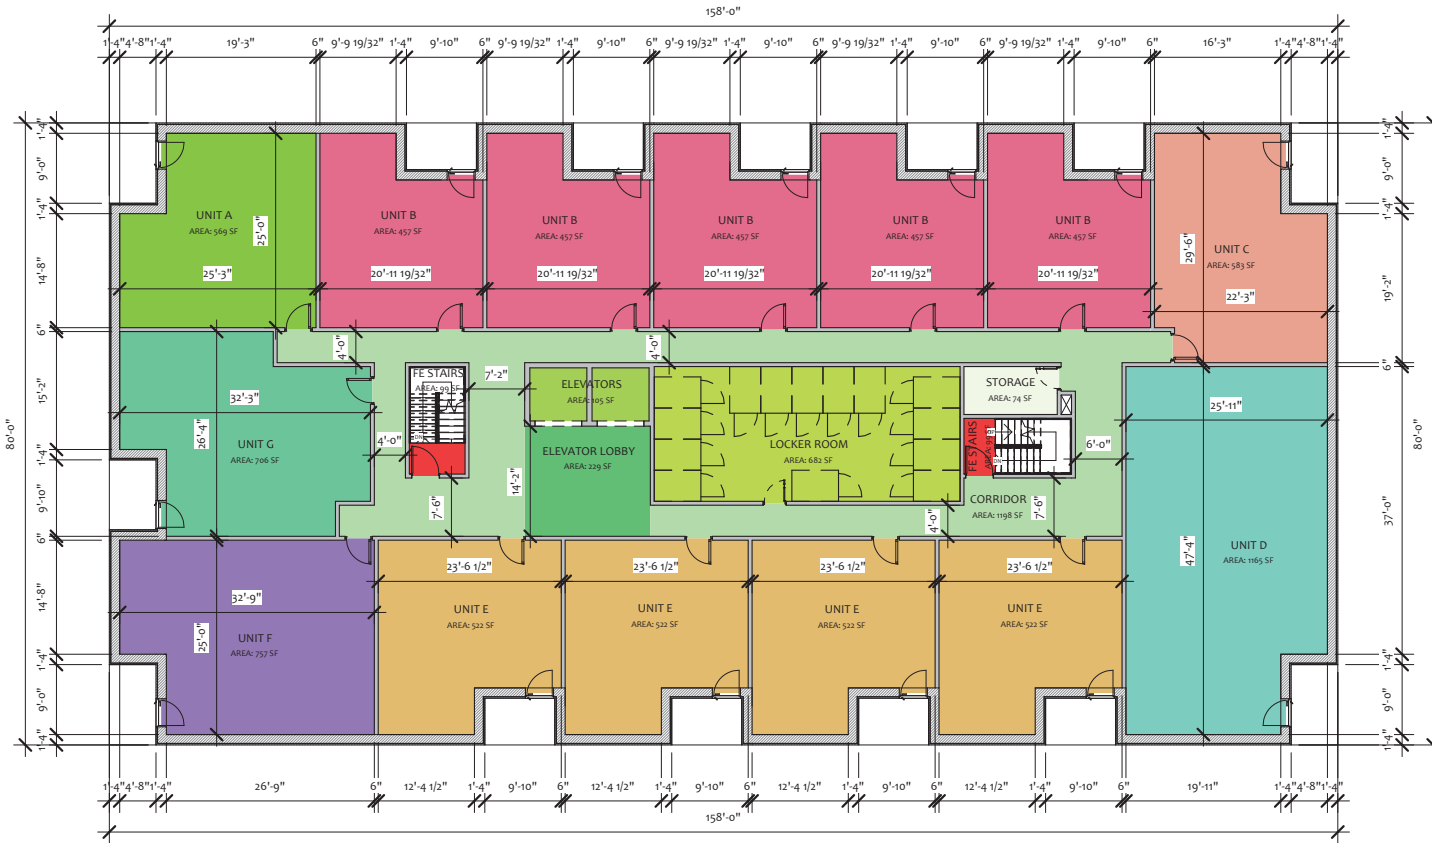 158'-0"
1'-4" 4'-8" 1'-4" 19'-3" 6" 9'-9 19/32" 1'-4" 9'-10" 6" 9'-9 19/32" 1'-4" 9'-10" 6" 9'-9 19/32" 1'-4" 9'-10" 6" 9'-9 19/32" 1'-4" 9'-10" 6" 9'-9 19/32" 1'-4" 9'-10" 6" 16'-3" 1'-4" 4'-8" 1'-4"
80'-0"
1'-4"
9'-0"
1'-4"
14'-8"
6"
15'-2"
1'-4"
9'-10"
6"
14'-8"
1'-4"
9'-0"
1'-4"
UNIT A
AREA: 569 SF
25'-0"
25'-3"
UNIT B
AREA: 457 SF
20'-11 19/32"
UNIT B
AREA: 457 SF
20'-11 19/32"
UNIT B
AREA: 457 SF
20'-11 19/32"
UNIT B
AREA: 457 SF
20'-11 19/32"
UNIT B
AREA: 457 SF
20'-11 19/32"
UNIT C
AREA: 583 SF
29'-6"
22'-3"
4'-0"
4'-0"
32'-3"
26'-4"
UNIT G
AREA: 706 SF
FE STAIRS
AREA: 99 SF
DN
7'-2"
4'-0"
7'-6"
ELEVATORS
AREA: 105 SF
ELEVATOR LOBBY
AREA: 229 SF
14'-2"
LOCKER ROOM
AREA: 682 SF
STORAGE
AREA: 74 SF
FE STAIRS
AREA: 99 SF
UP
DN
6'-0"
CORRIDOR
AREA: 1198 SF
4'-0"
7'-6"
25'-11"
47'-4"
UNIT D
AREA: 1165 SF
32'-9"
25'-0"
UNIT F
AREA: 757 SF
23'-6 1/2"
UNIT E
AREA: 522 SF
23'-6 1/2"
UNIT E
AREA: 522 SF
23'-6 1/2"
UNIT E
AREA: 522 SF
23'-6 1/2"
UNIT E
AREA: 522 SF
1'-4"
9'-0"
1'-4"
19'-2"
6"
37'-0"
1'-4"
9'-0"
1'-4"
80'-0"
1'-4" 4'-8" 1'-4" 26'-9" 6" 12'-4 1/2" 1'-4" 9'-10" 6" 12'-4 1/2" 1'-4" 9'-10" 6" 12'-4 1/2" 1'-4" 9'-10" 6" 12'-4 1/2" 1'-4" 9'-10" 6" 19'-11" 1'-4" 4'-8" 1'-4"
158'-0"